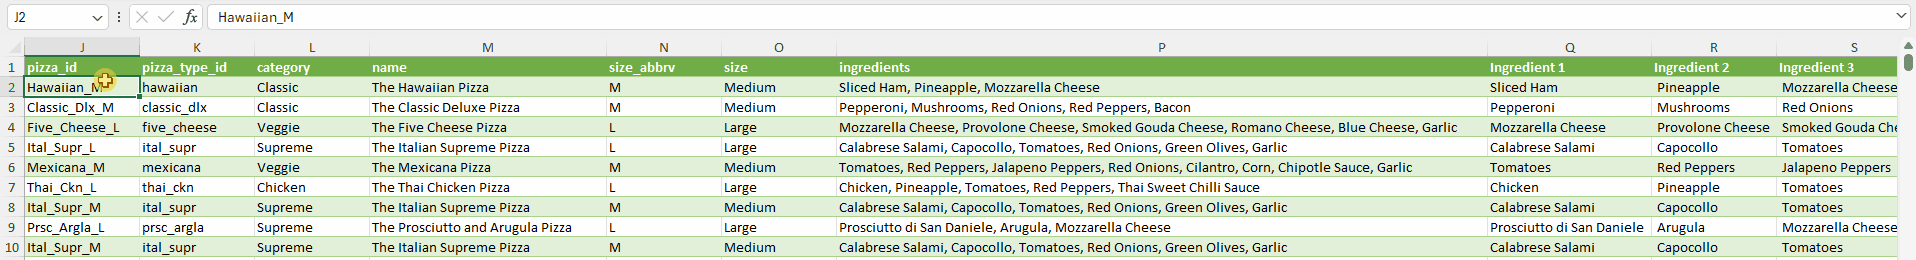 J2 fx Hawaiian_M
J K L M N O P Q R S
1 pizza_id pizza_type_id category name size_abbrv size ingredients Ingredient 1 Ingredient 2 Ingredient 3
2 Hawaiian_M hawaiian Classic The Hawaiian Pizza M Medium Sliced Ham, Pineapple, Mozzarella Cheese Sliced Ham Pineapple Mozzarella Cheese
3 Classic_Dlx_M classic_dlx Classic The Classic Deluxe Pizza M Medium Pepperoni, Mushrooms, Red Onions, Red Peppers, Bacon Pepperoni Mushrooms Red Onions
4 Five_Cheese_L five_cheese Veggie The Five Cheese Pizza L Large Mozzarella Cheese, Provolone Cheese, Smoked Gouda Cheese, Romano Cheese, Blue Cheese, Garlic Mozzarella Cheese Provolone Cheese Smoked Gouda Che
5 Ital_Supr_L ital_supr Supreme The Italian Supreme Pizza L Large Calabrese Salami, Capocollo, Tomatoes, Red Onions, Green Olives, Garlic Calabrese Salami Capocollo Tomatoes
6 Mexicana_M mexicana Veggie The Mexicana Pizza M Medium Tomatoes, Red Peppers, Jalapeno Peppers, Red Onions, Cilantro, Corn, Chipotle Sauce, Garlic Tomatoes Red Peppers Jalapeno Peppers
7 Thai_Ckn_L thai_ckn Chicken The Thai Chicken Pizza L Large Chicken, Pineapple, Tomatoes, Red Peppers, Thai Sweet Chilli Sauce Chicken Pineapple Tomatoes
8 Ital_Supr_M ital_supr Supreme The Italian Supreme Pizza M Medium Calabrese Salami, Capocollo, Tomatoes, Red Onions, Green Olives, Garlic Calabrese Salami Capocollo Tomatoes
9 Prsc_Argla_L prsc_argla Supreme The Prosciutto and Arugula Pizza L Large Prosciutto di San Daniele, Arugula, Mozzarella Cheese Prosciutto di San Daniele Arugula Mozzarella Cheese
10 Ital_Supr_M ital_supr Supreme The Italian Supreme Pizza M Medium Calabrese Salami, Capocollo, Tomatoes, Red Onions, Green Olives, Garlic Calabrese Salami Capocollo Tomatoes